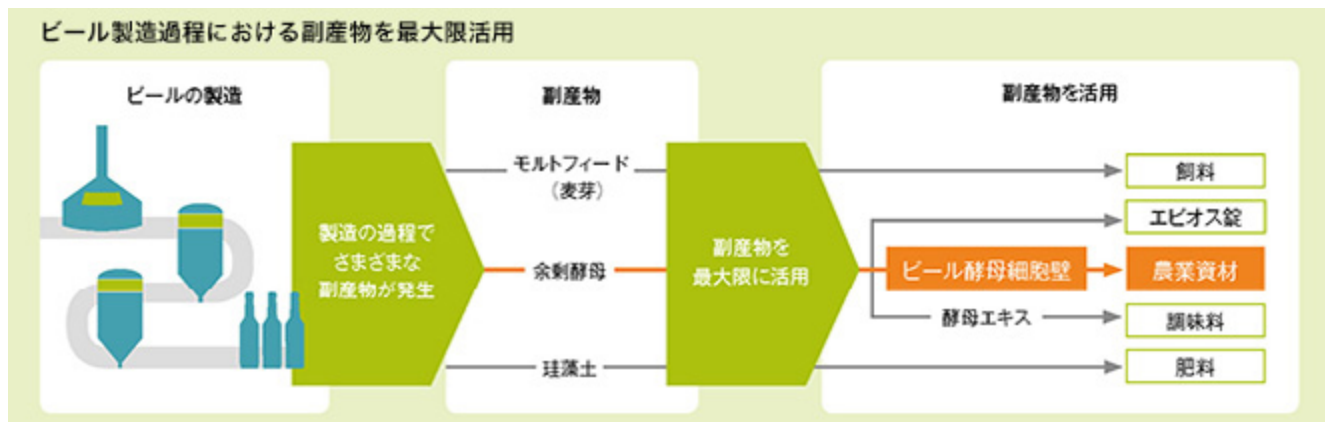 ビール製造過程における副産物を最大限活用
ビールの製造
製造の過程で
さまざまな
副産物が発生
副産物
モルトフィード
（麦芽）
余剰酵母
珪藻土
副産物を
最大限に活用
副産物を活用
飼料
エビオス錠
ビール酵母細胞壁
農業資材
酵母エキス
調味料
肥料